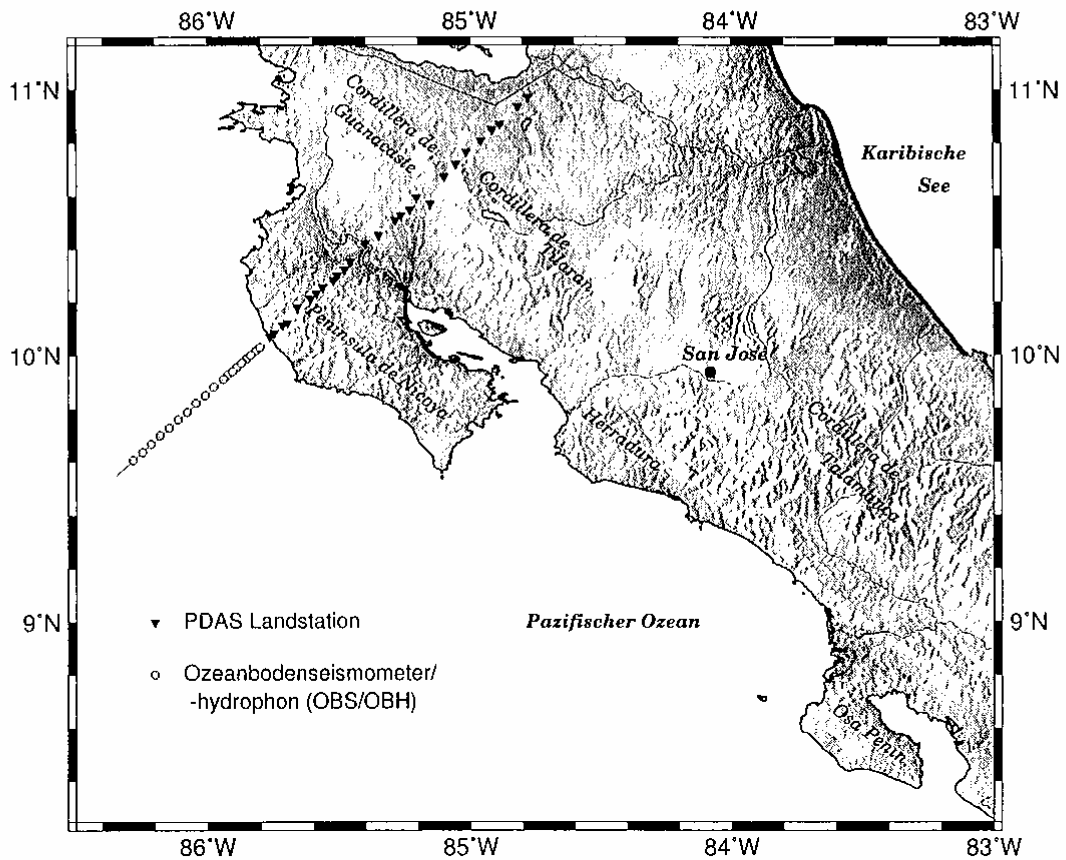 86°W 85°W 84°W 83°W
11°N 11°N
Cordillera de
Guanacaste
Karibische
See
Cordillera de
Tilarán
10°N 10°N
San José
Peninsula de Nicoya
Herradura
Cordillera de
Talamanca
9°N 9°N
PDAS Landstation
Pazifischer Ozean
Ozeanbodenseismometer/
-hydrophon (OBS/OBH)
Osa Penin.
86°W 85°W 84°W 83°W